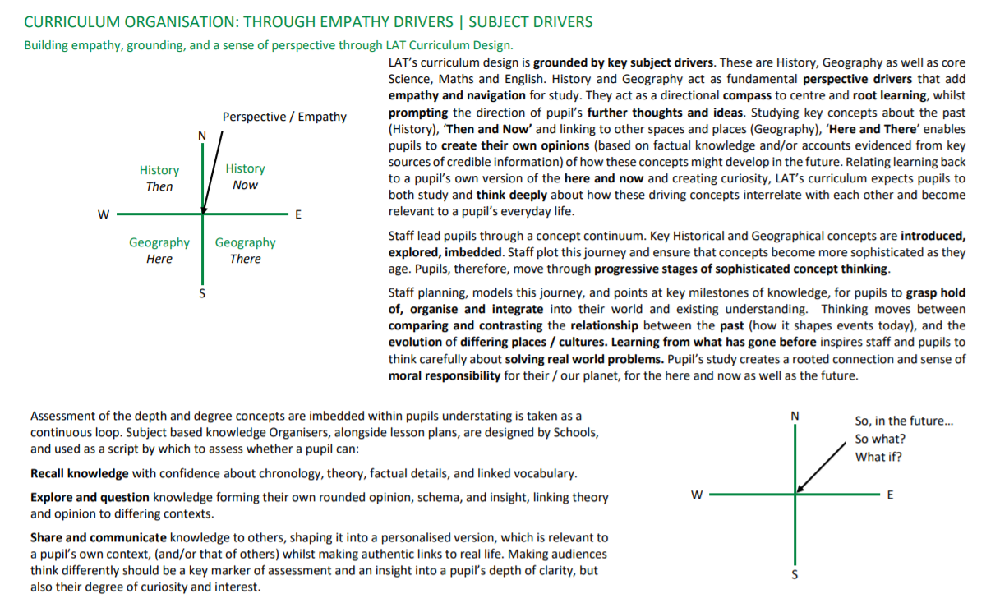 CURRICULUM ORGANISATION: THROUGH EMPATHY DRIVERS | SUBJECT DRIVERS
Building empathy, grounding, and a sense of perspective through LAT Curriculum Design.
Perspective / Empathy
N
History
Then
History
Now
W
E
Geography
Here
Geography
There
S
LAT's curriculum design is grounded by key subject drivers. These are History, Geography as well as core
Science, Maths and English. History and Geography act as fundamental perspective drivers that add
empathy and navigation for study. They act as a directional compass to centre and root learning, whilst
prompting the direction of pupil's further thoughts and ideas. Studying key concepts about the past
(History), 'Then and Now' and linking to other spaces and places (Geography), 'Here and There' enables
pupils to create their own opinions (based on factual knowledge and/or accounts evidenced from key
sources of credible information) of how these concepts might develop in the future. Relating learning back
to a pupil's own version of the here and now and creating curiosity, LAT's curriculum expects pupils to
both study and think deeply about how these driving concepts interrelate with each other and become
relevant to a pupil's everyday life.
Staff lead pupils through a concept continuum. Key Historical and Geographical concepts are introduced,
explored, imbedded. Staff plot this journey and ensure that concepts become more sophisticated as they
age. Pupils, therefore, move through progressive stages of sophisticated concept thinking.
Staff planning, models this journey, and points at key milestones of knowledge, for pupils to grasp hold
of, organise and integrate into their world and existing understanding. Thinking moves between
comparing and contrasting the relationship between the past (how it shapes events today), and the
evolution of differing places / cultures. Learning from what has gone before inspires staff and pupils to
think carefully about solving real world problems. Pupil's study creates a rooted connection and sense of
moral responsibility for their / our planet, for the here and now as well as the future.
Assessment of the depth and degree concepts are imbedded within pupils understating is taken as a
continuous loop. Subject based knowledge Organisers, alongside lesson plans, are designed by Schools,
and used as a script by which to assess whether a pupil can:
Recall knowledge with confidence about chronology, theory, factual details, and linked vocabulary.
Explore and question knowledge forming their own rounded opinion, schema, and insight, linking theory
and opinion to differing contexts.
Share and communicate knowledge to others, shaping it into a personalised version, which is relevant to
a pupil's own context, (and/or that of others) whilst making authentic links to real life. Making audiences
think differently should be a key marker of assessment and an insight into a pupil's depth of clarity, but
also their degree of curiosity and interest.
N
So, in the future...
So what?
What if?
W
E
S